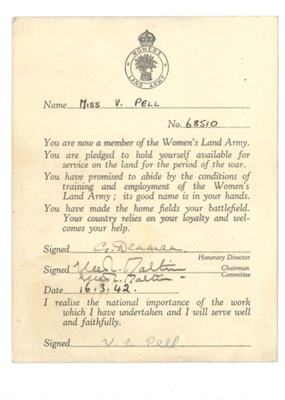 WOMENS
LAND ARMY
Name Miss V. PELL
No. 68510
You are now a member of the Women's Land Army.
You are pledged to hold yourself available for
service on the land for the period of the war.
You have promised to abide by the conditions of
training and employment of the Women's
Land Army; its good name is in your hands.
You have made the home fields your battlefield.
Your country relies on your loyalty and wel-
comes your help.
Signed G Denman
Honorary Director
Signed
Chairman
Committee
Date 16.3.42.
I realise the national importance of the work
which I have undertaken and I will serve well
and faithfully.
Signed V. L Pell